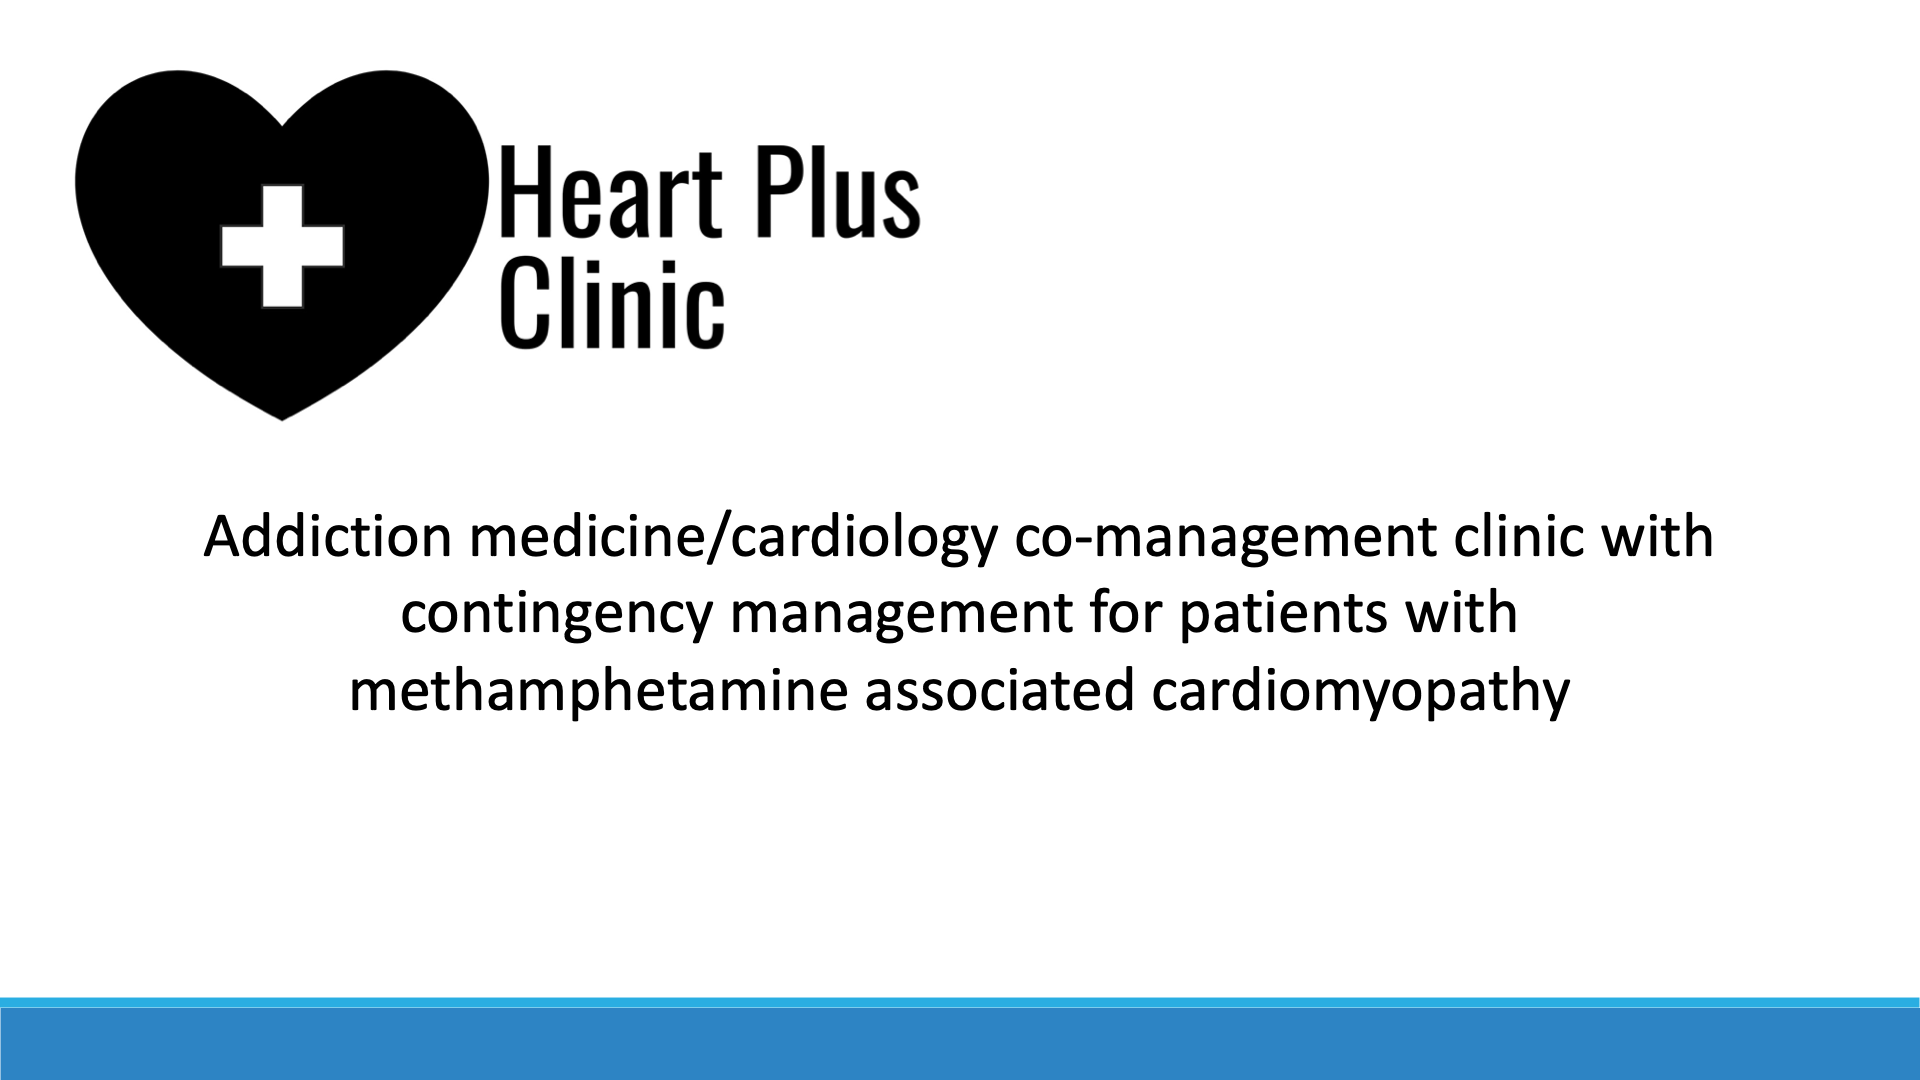 Heart Plus
Clinic
Addiction medicine/cardiology co-management clinic with
contingency management for patients with
methamphetamine associated cardiomyopathy